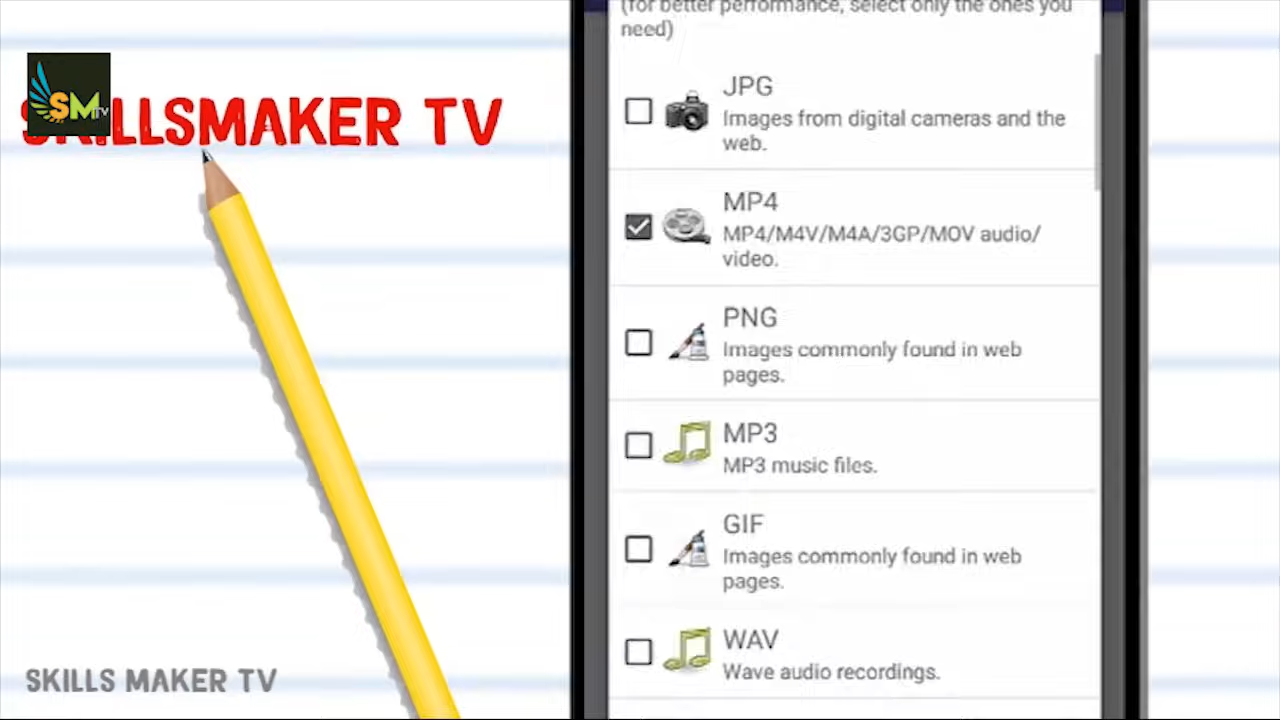 SKILLSMAKER TV
SMTV
SKILLS MAKER TV
(for better performance, select only the ones you
need)
JPG
Images from digital cameras and the
web.
MP4
MP4/M4V/M4A/3GP/MOV audio/
video.
PNG
Images commonly found in web
pages.
MP3
MP3 music files.
GIF
Images commonly found in web
pages.
WAV
Wave audio recordings.